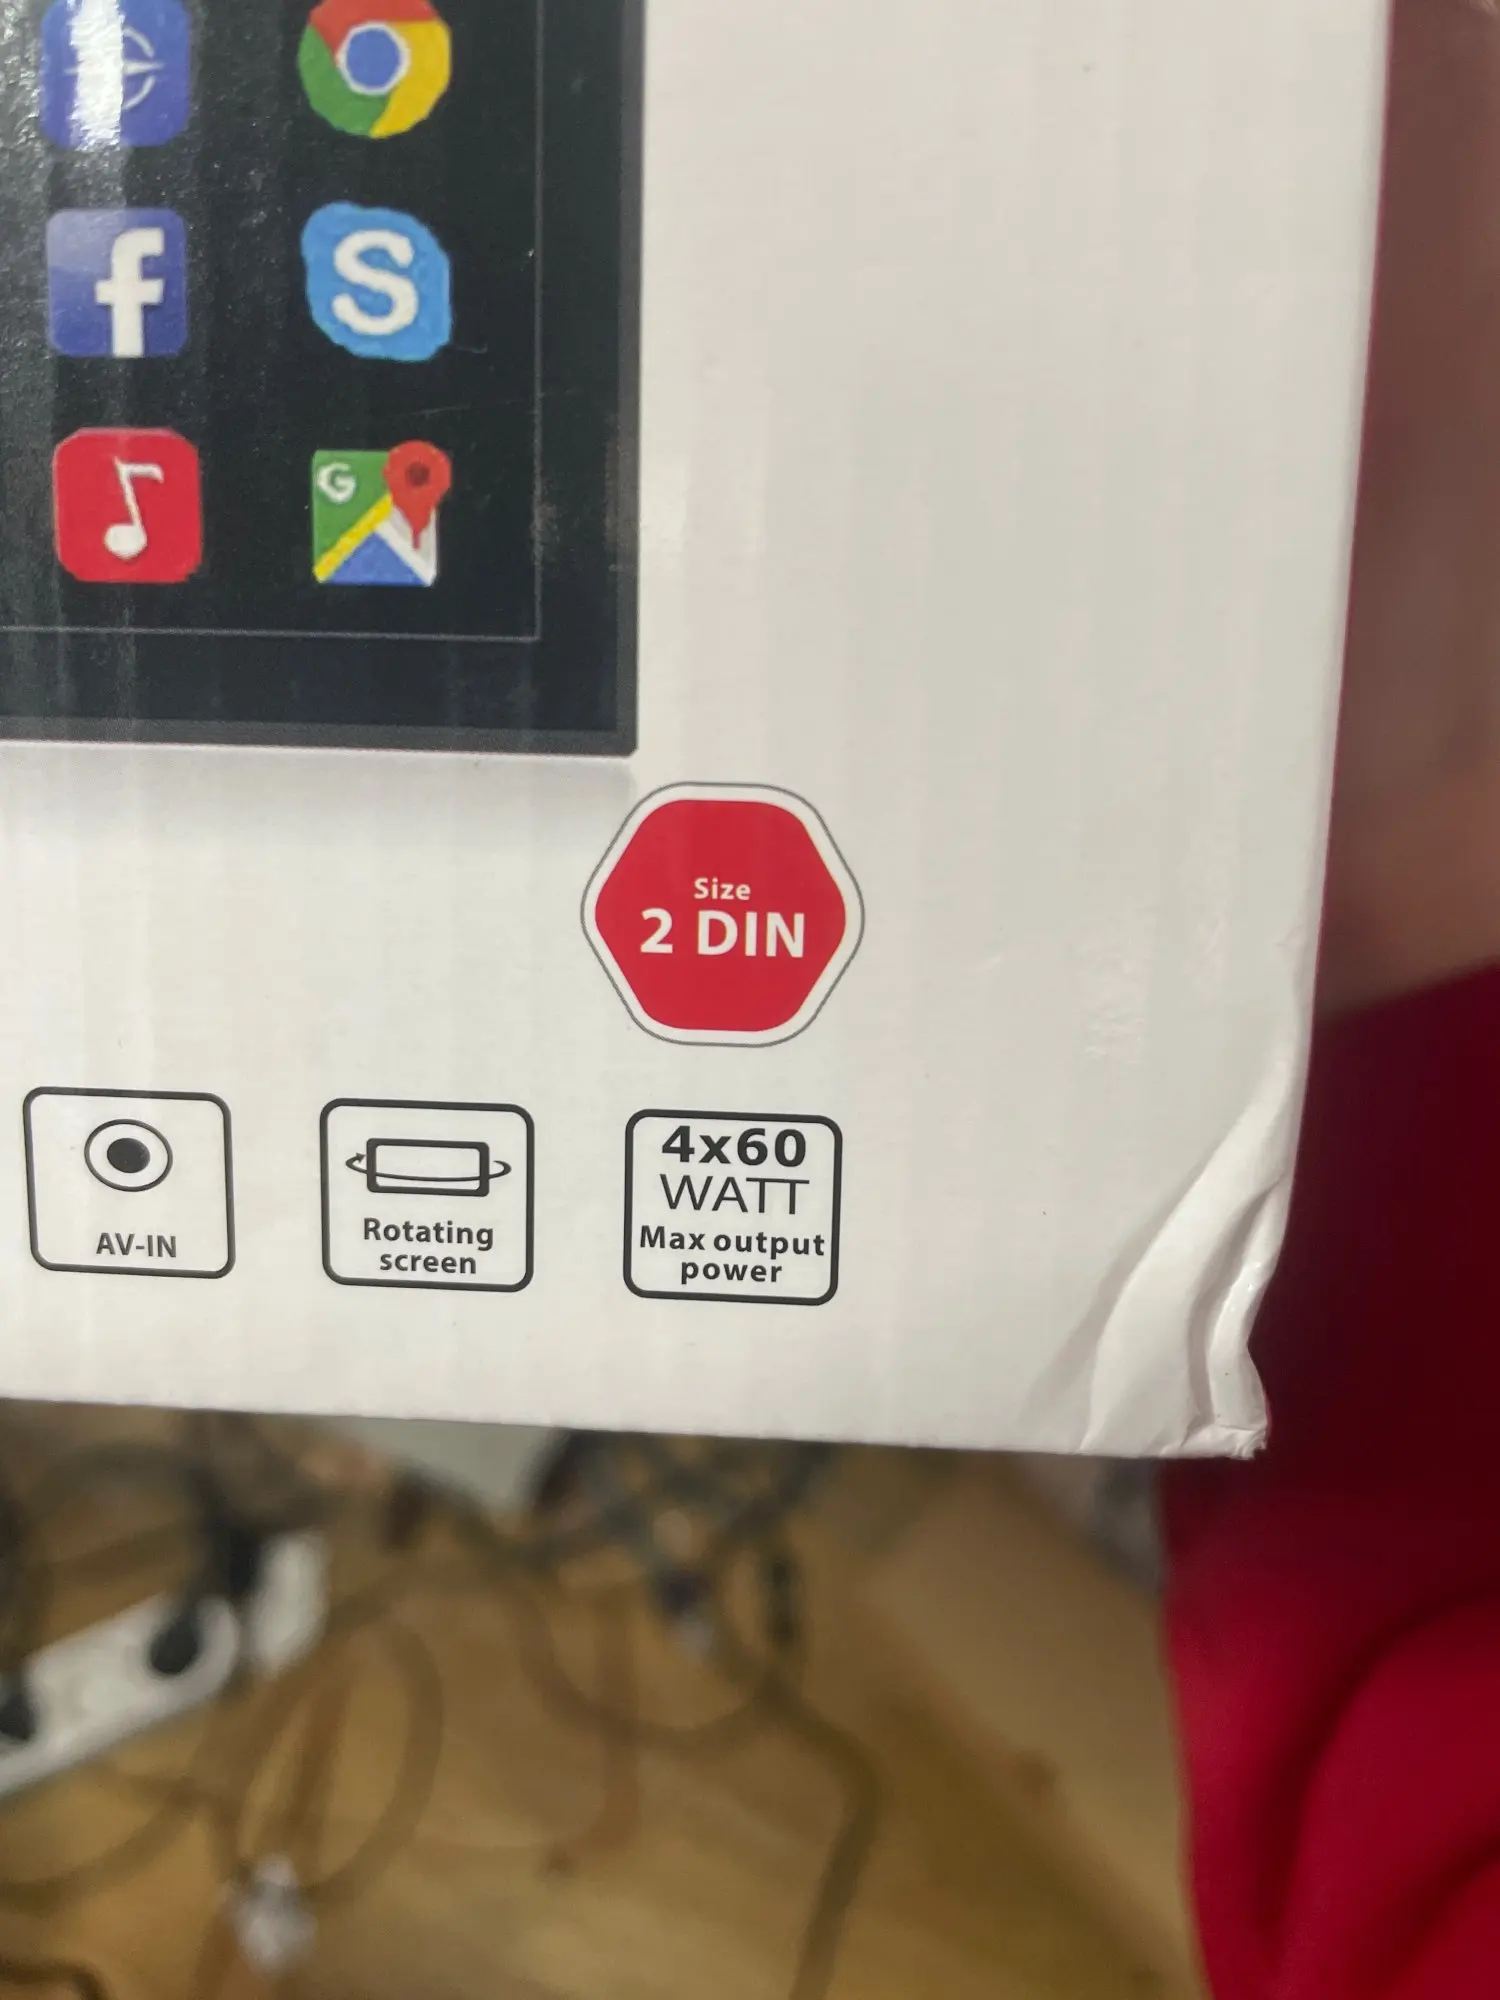 f
S
G
Size
2 DIN
AV-IN
Rotating
screen
4x60
WATT
Max output
power